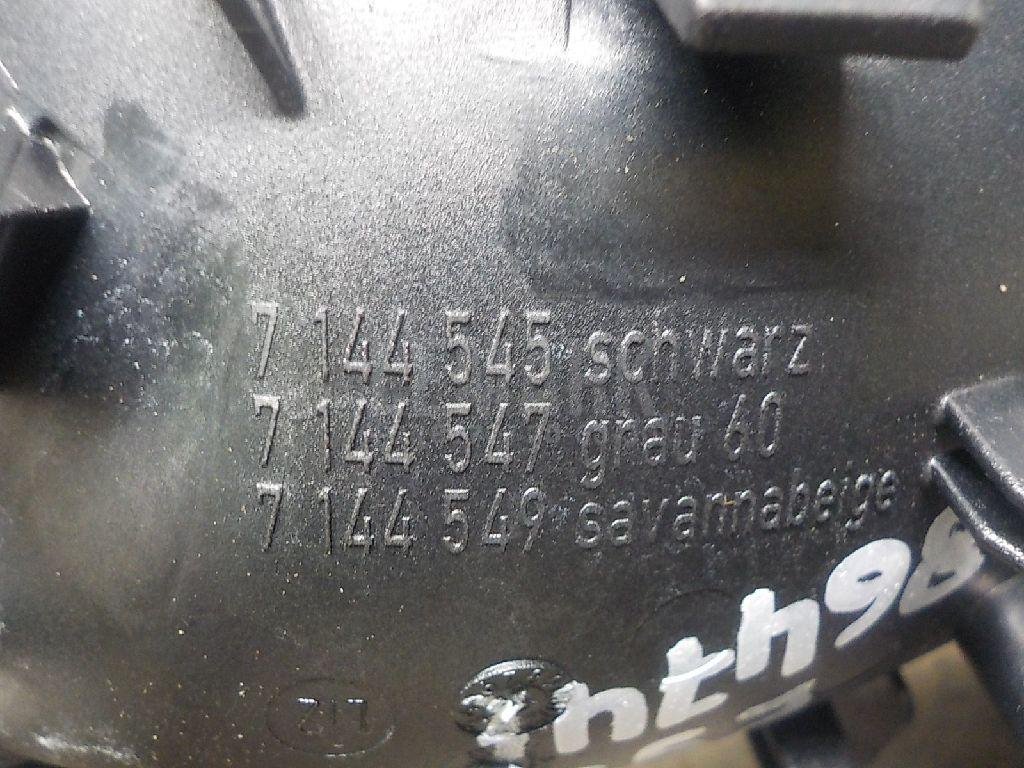 7 144 545 schwarz
7 144 547 grau 60
7 144 549 savannabeige